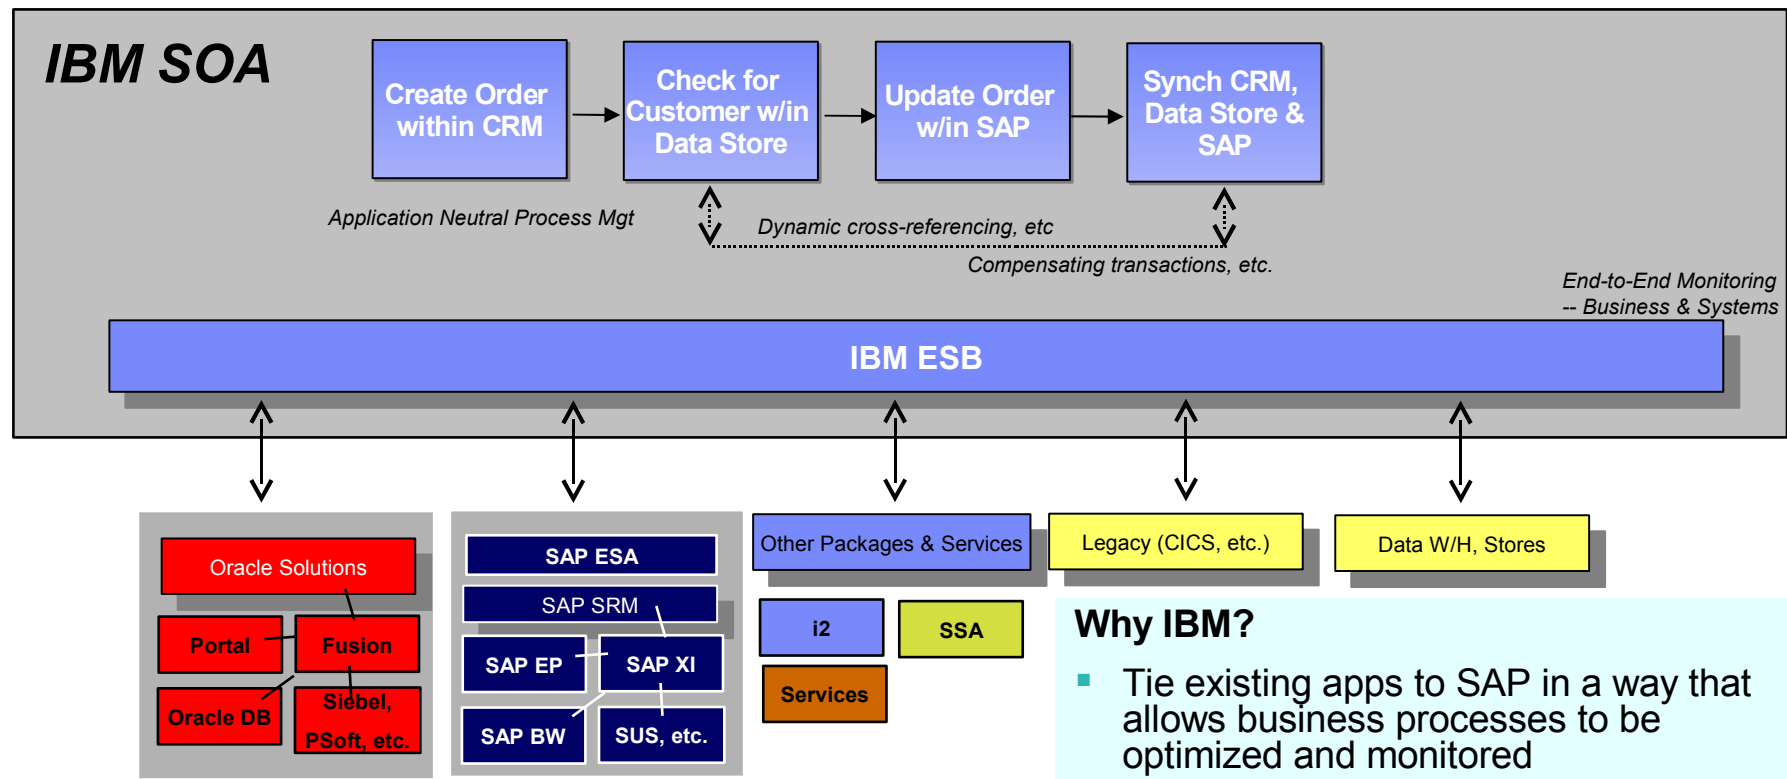 IBM SOA
Create Order
within CRM
Check for
Customer w/in
Data Store
Update Order
w/in SAP
Synch CRM,
Data Store &
SAP
Application Neutral Process Mgt
Dynamic cross-referencing, etc
Compensating transactions, etc.
End-to-End Monitoring
-- Business & Systems
IBM ESB
Oracle Solutions
Portal
Fusion
Oracle DB
Siebel,
PSoft, etc.
SAP ESA
SAP SRM
SAP EP
SAP XI
SAP BW
SUS, etc.
Other Packages & Services
i2
SSA
Services
Legacy (CICS, etc.)
Data W/H, Stores
Why IBM?
Tie existing apps to SAP in a way that
allows business processes to be
optimized and monitored